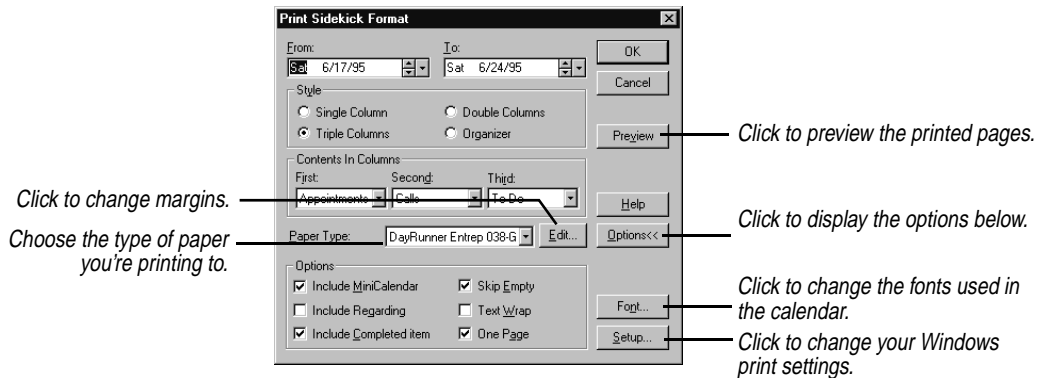 Print Sidekick Format
From:
To:
Sat 6/17/95
Sat 6/24/95
OK
Cancel
Style
Single Column
Double Columns
Triple Columns
Organizer
Preview
Click to preview the printed pages.
Contents In Columns
First:
Second:
Third:
Appointments
Calls
To Do
Help
Click to change margins.
Click to display the options below.
Choose the type of paper
you're printing to.
Paper Type:
DayRunner Entrep 038-G
Edit...
Options<<
Options
Include MiniCalendar
Skip Empty
Include Regarding
Text Wrap
Include Completed item
One Page
Font...
Click to change the fonts used in
the calendar.
Setup...
Click to change your Windows
print settings.